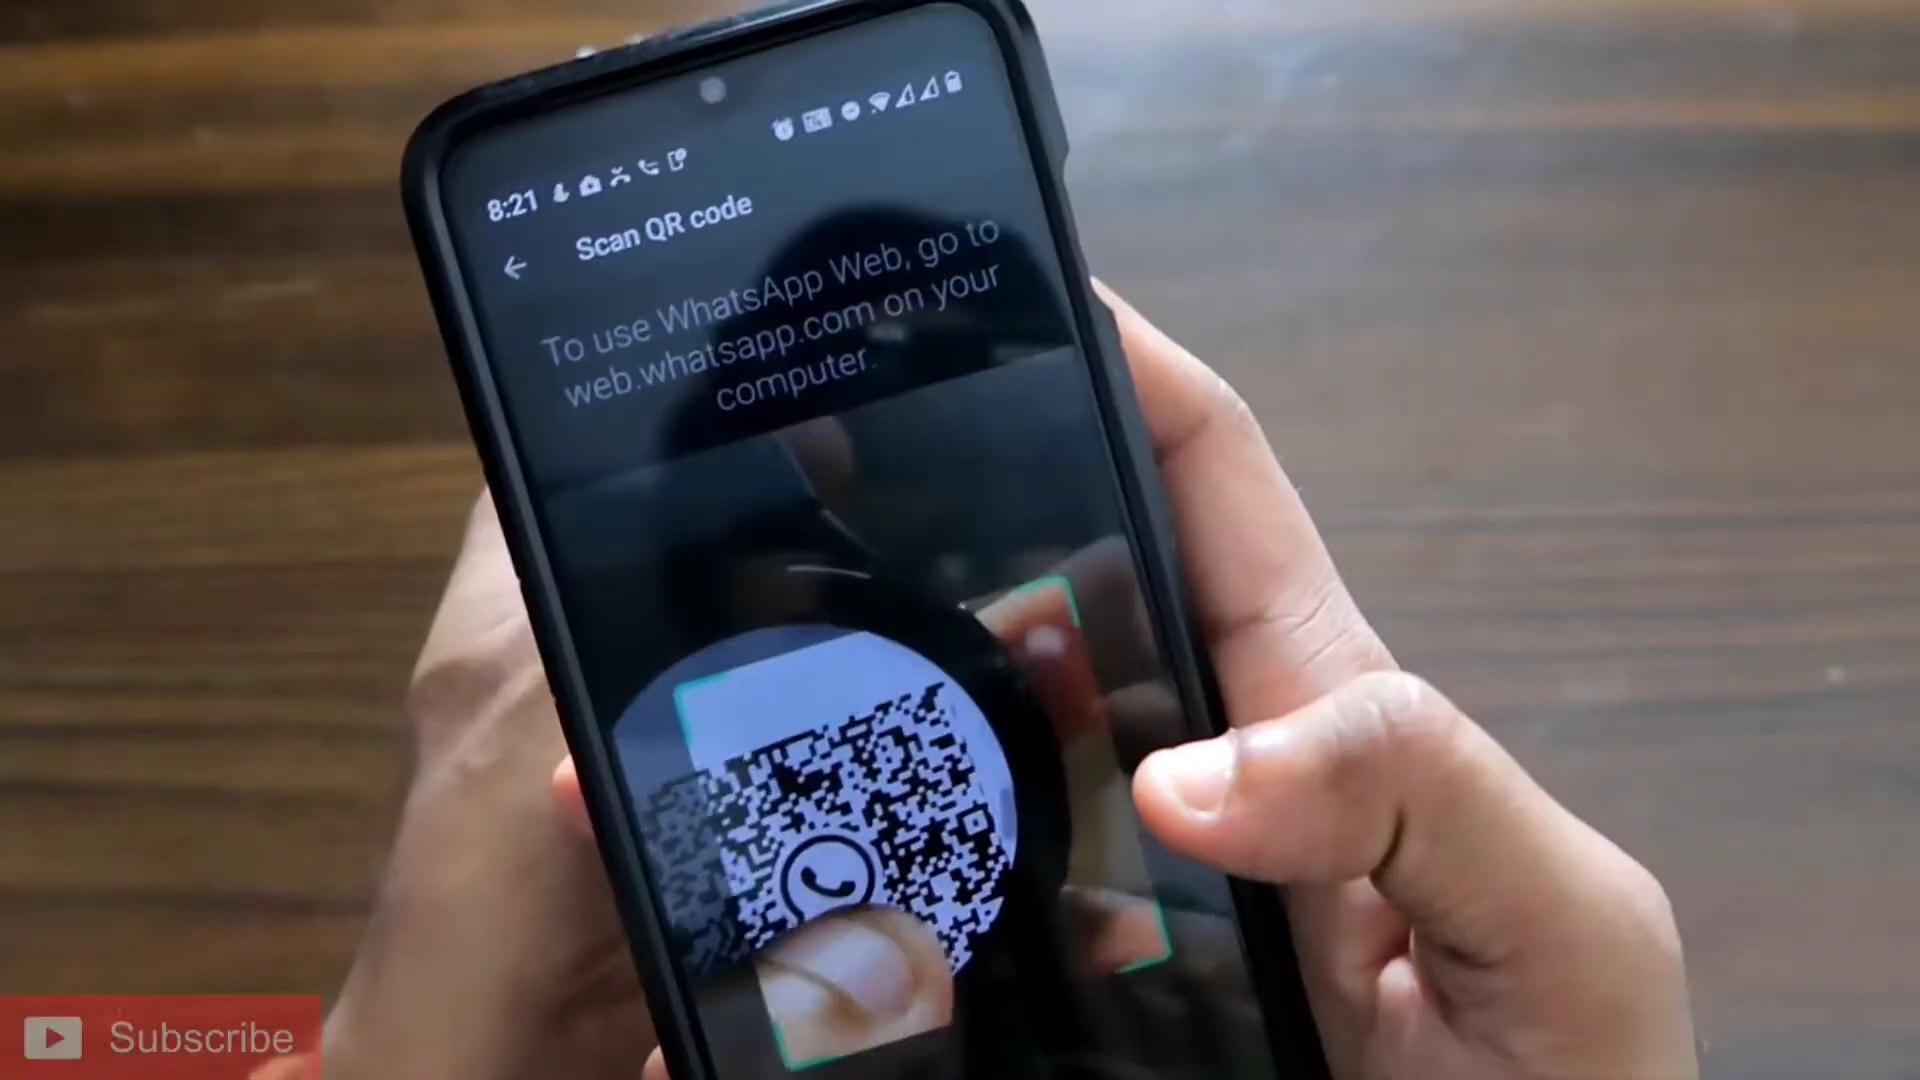 8:21
Scan QR code
To use WhatsApp Web, go to
web.whatsapp.com on your
computer.
Subscribe